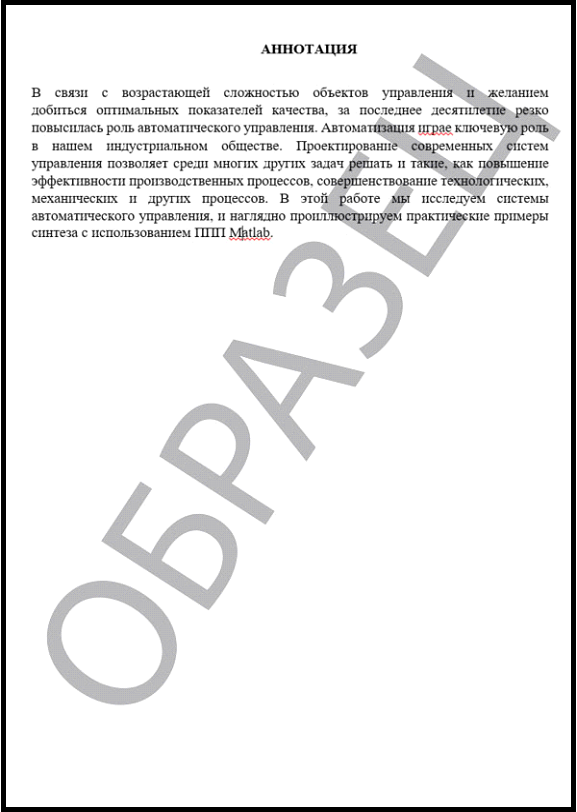 АННОТАЦИЯ
В связи с возрастающей сложностью объектов управления и желанием
добиться оптимальных показателей качества, за последнее десятилетие резко
повысилась роль автоматического управления. Автоматизация играе ключевую роль
в нашем индустриальном обществе. Проектирование современных систем
управления позволяет среди многих других задач решать и такие, как повышение
эффективности производственных процессов, совершенствование технологических,
механических и других процессов. В этой работе мы исследуем системы
автоматического управления, и наглядно проиллюстрируем практические примеры
синтеза с использованием ППП Matlab.
ОБРАЗЕЦ